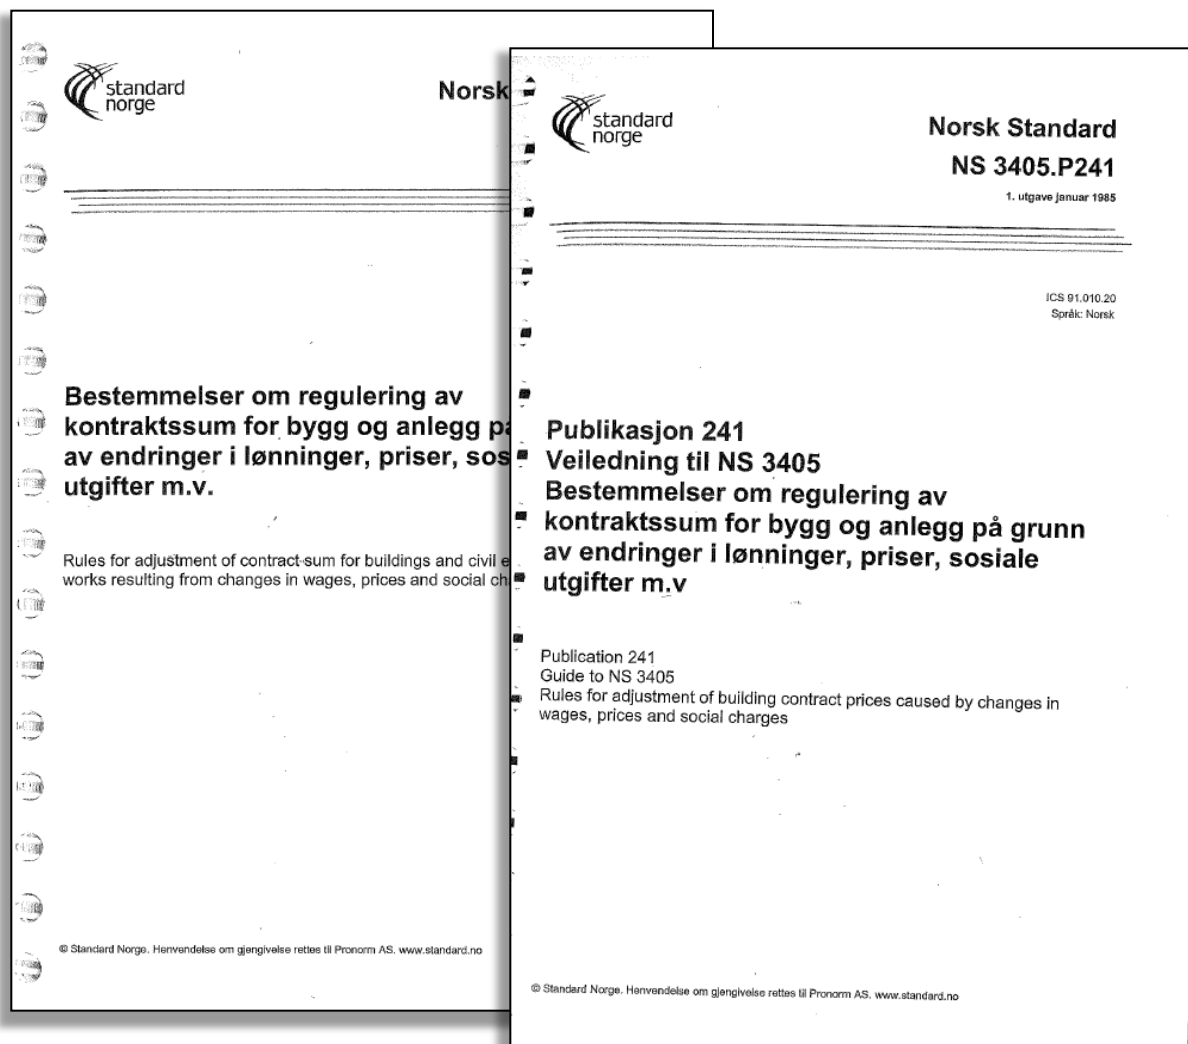 standard
norge
Norsk
Bestemmelser om regulering av
kontraktssum for bygg og anlegg på
av endringer i lønninger, priser, sos
utgifter m.v.
Rules for adjustment of contract sum for buildings and civil e
works resulting from changes in wages, prices and social ch
© Standard Norge. Henvendelse om gjengivelse rettes til Pronorm AS. www.standard.no
standard
norge
Norsk Standard
NS 3405.P241
1. utgave januar 1985
ICS 91.010.20
Språk: Norsk
Publikasjon 241
Veiledning til NS 3405
Bestemmelser om regulering av
kontraktssum for bygg og anlegg på grunn
av endringer i lønninger, priser, sosiale
utgifter m.v
Publication 241
Guide to NS 3405
Rules for adjustment of building contract prices caused by changes in
wages, prices and social charges
© Standard Norge. Henvendelse om gjengivelse rettes til Pronorm AS. www.standard.no